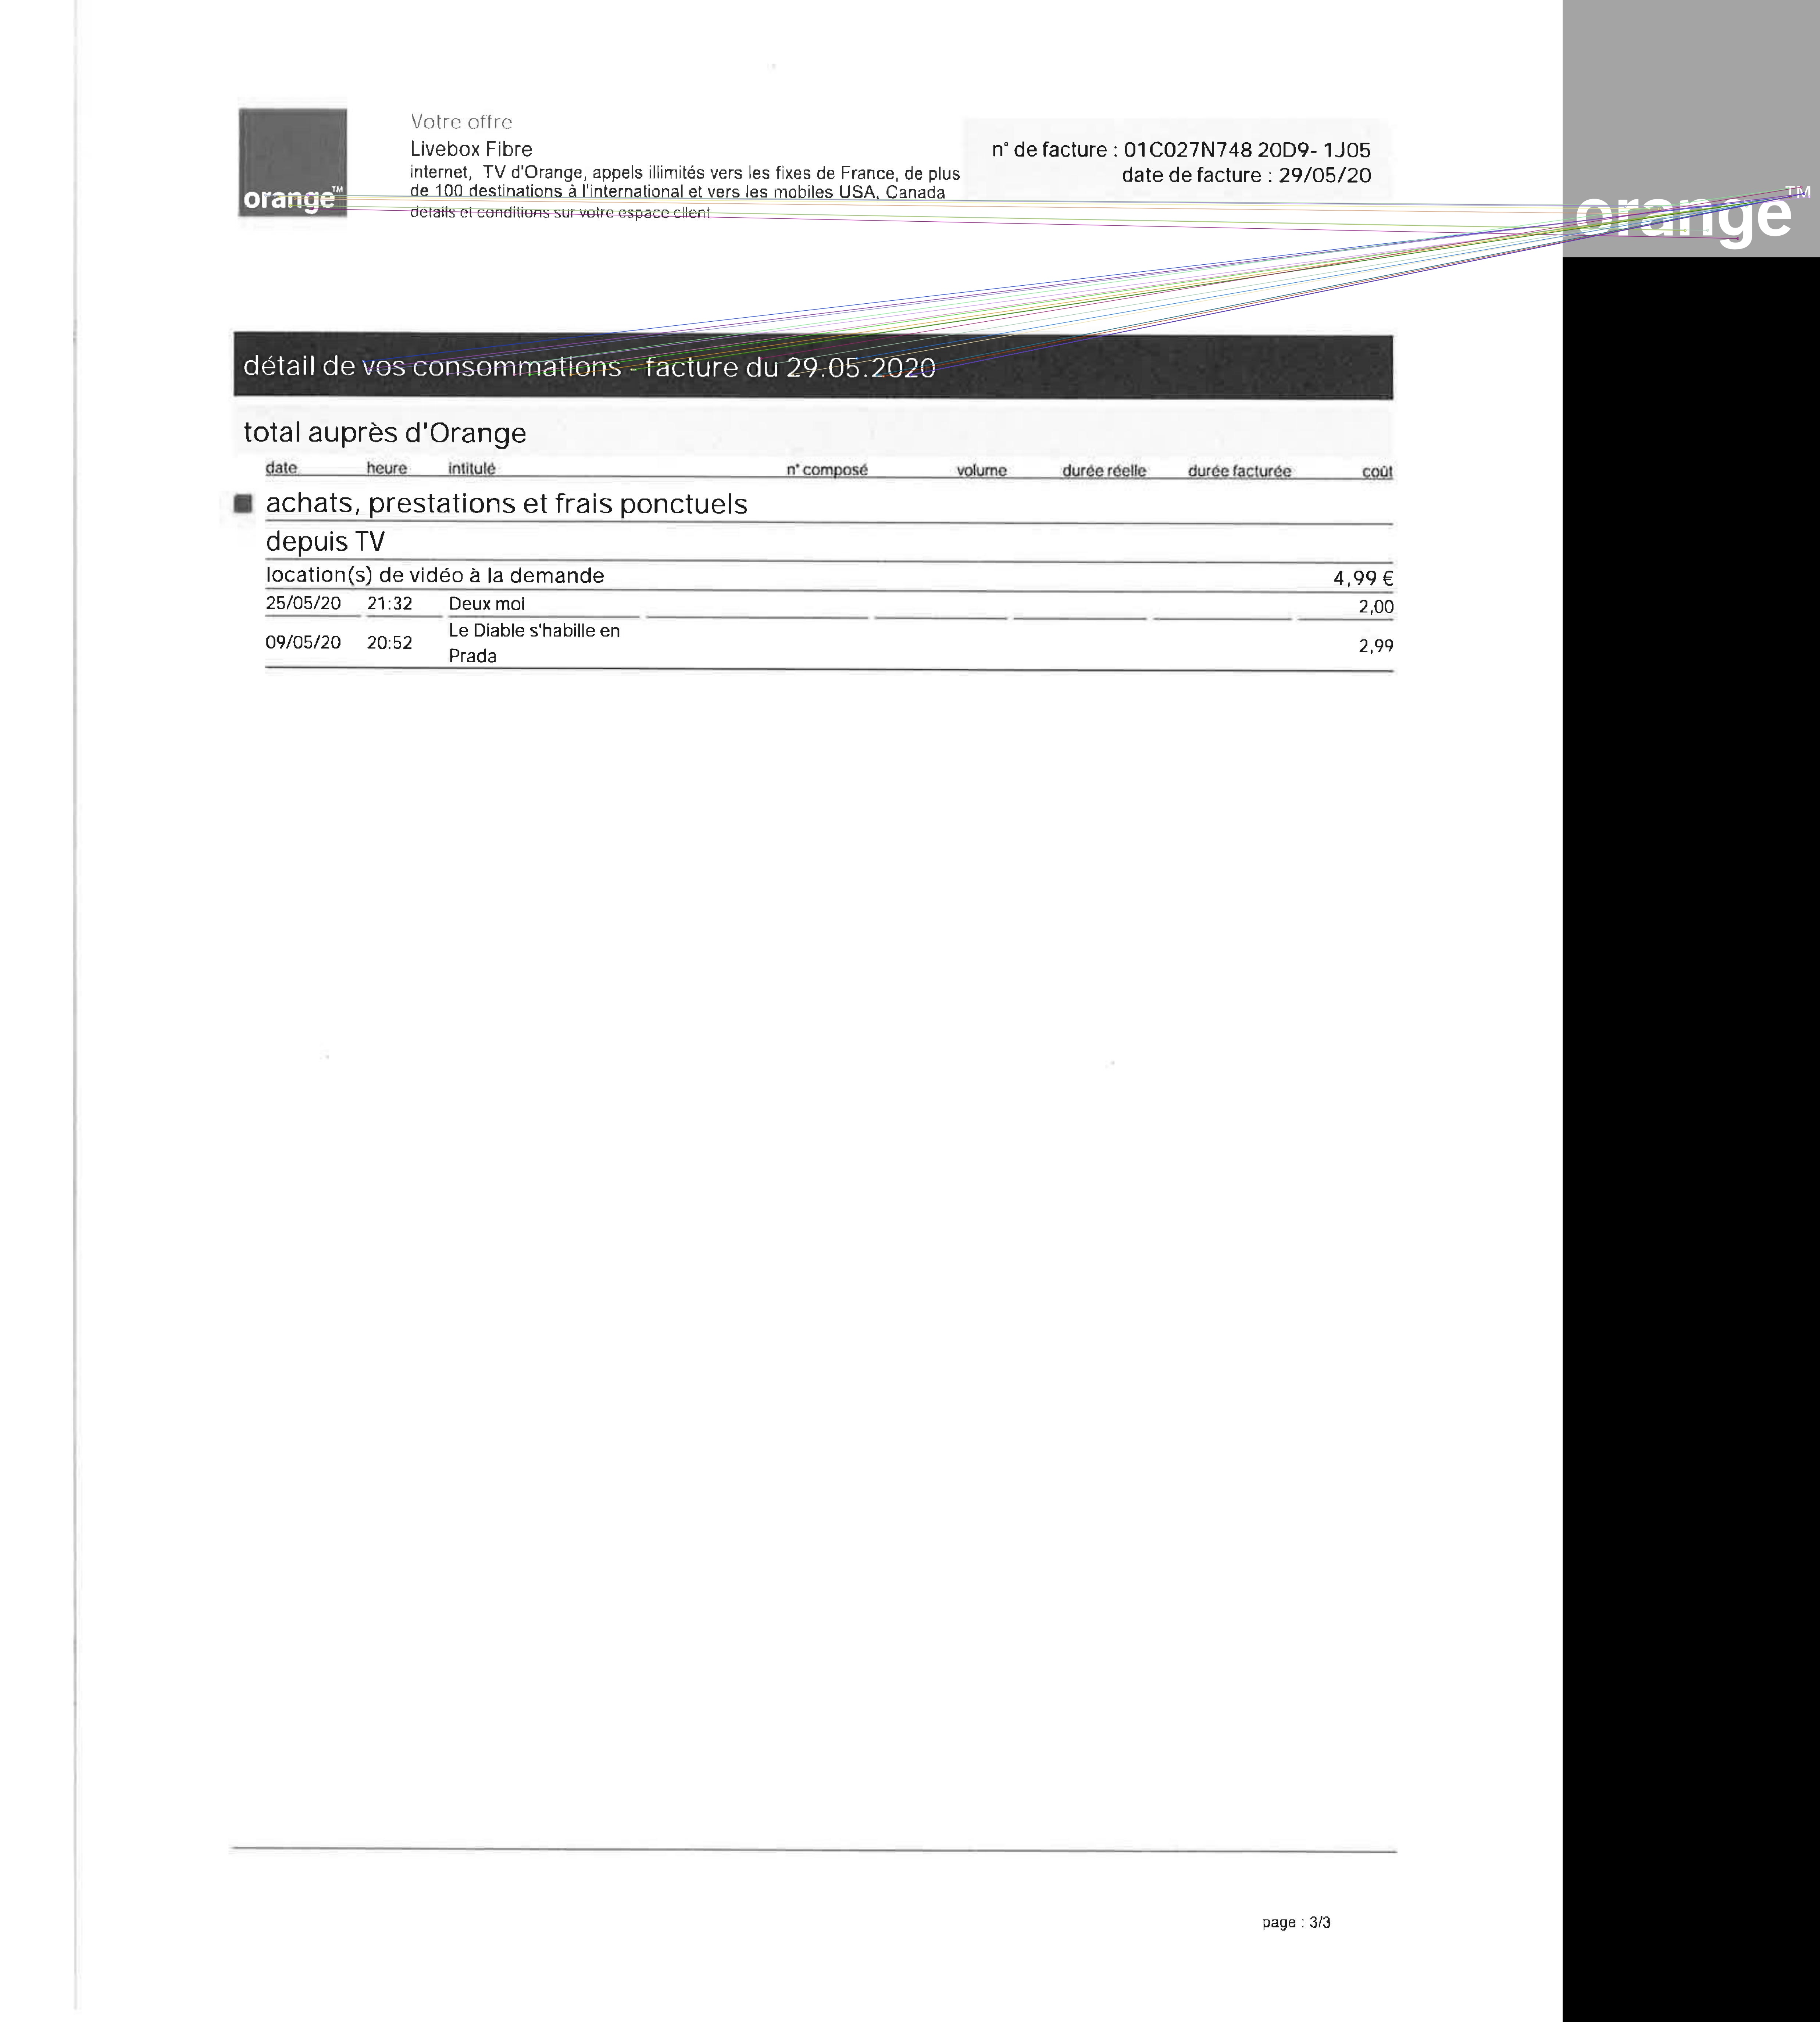 orange™
Votre offre
Livebox Fibre
internet, TV d'Orange, appels illimités vers les fixes de France, de plus
de 100 destinations à l'international et vers les mobiles USA, Canada
détails et conditions sur votre espace client
n° de facture : 01C027N748 20D9- 1J05
date de facture : 29/05/20
orange™
détail de vos consommations - facture du 29.05.2020
total auprès d'Orange
date heure intitulé n° composé volume durée réelle durée facturée coût
achats, prestations et frais ponctuels
depuis TV
location(s) de vidéo à la demande 4,99 €
25/05/20 21:32 Deux moi 2,00
09/05/20 20:52 Le Diable s'habille en
Prada 2,99
page : 3/3